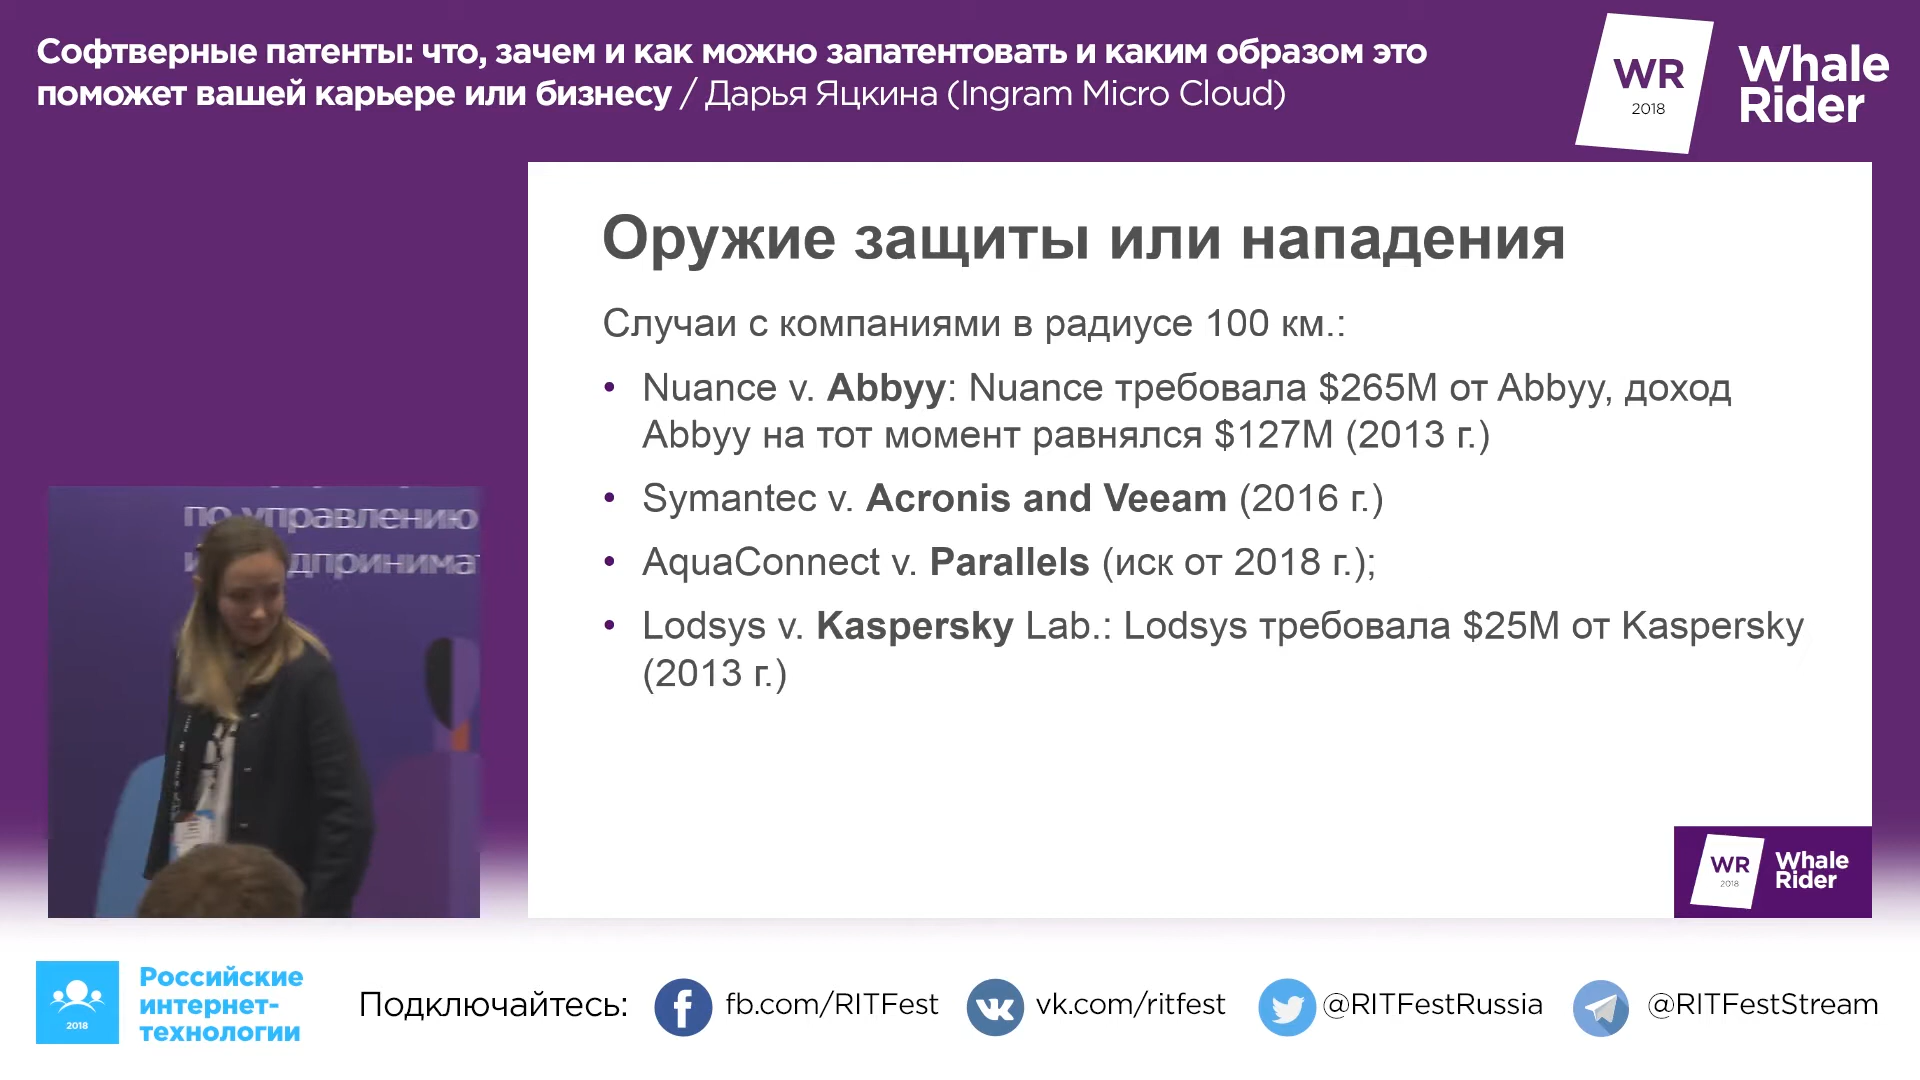 Софтверные патенты: что, зачем и как можно запатентовать и каким образом это
поможет вашей карьере или бизнесу / Дарья Яцкина (Ingram Micro Cloud)
WR
2018
Whale
Rider
Оружие защиты или нападения
Случаи с компаниями в радиусе 100 км.:
• Nuance v. Abbyy: Nuance требовала $265M от Abbyy, доход
Abbyy на тот момент равнялся $127M (2013 г.)
• Symantec v. Acronis and Veeam (2016 г.)
• AquaConnect v. Parallels (иск от 2018 г.);
• Lodsys v. Kaspersky Lab.: Lodsys требовала $25M от Kaspersky
(2013 г.)
по управлению
WR
2018
Whale
Rider
2018
Российские
интернет-
технологии
Подключайтесь:
fb.com/RITFest
vk.com/ritfest
@RITFestRussia
@RITFestStream